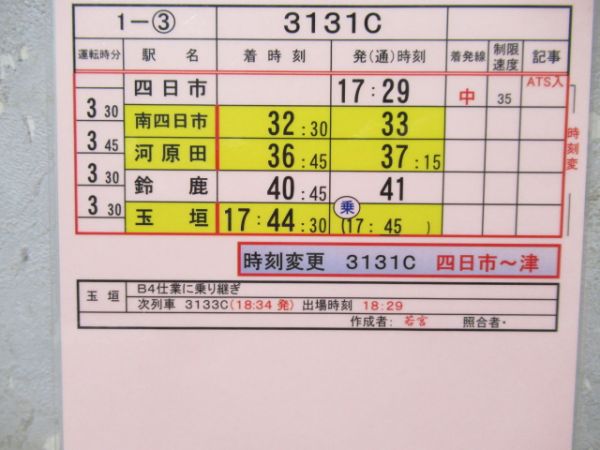 1-③ 3131C
運転時分 駅名 着時刻 発(通)時刻 着発線 制限速度 記事
四日市 17:29 中 35 ATS入
3 30
南四日市 32:30 33
3 45
河原田 36:45 37:15
3 30
鈴鹿 40:45 41
3 30
玉垣 17:44:30 乗 (17:45 )
時刻変
時刻変更 3131C 四日市～津
玉垣 B4仕業に乗り継ぎ
次列車 3133C(18:34 発) 出場時刻 18:29
作成者: 若宮 照合者・